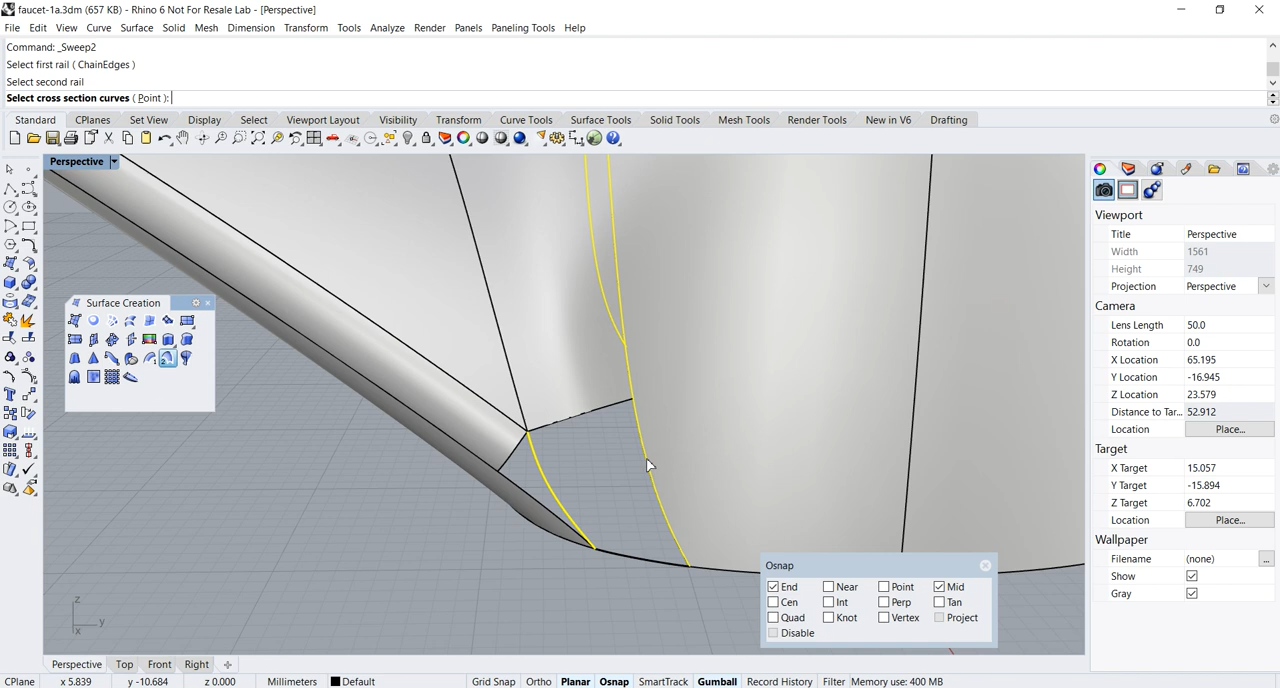 faucet-1a.3dm (657 KB) - Rhino 6 Not For Resale Lab - [Perspective]
File Edit View Curve Surface Solid Mesh Dimension Transform Tools Analyze Render Panels Paneling Tools Help
Command: _Sweep2
Select first rail ( ChainEdges )
Select second rail
Select cross section curves ( Point ):
Standard CPlanes Set View Display Select Viewport Layout Visibility Transform Curve Tools Surface Tools Solid Tools Mesh Tools Render Tools New in V6 Drafting
Perspective
Viewport
Title Perspective
Width 1561
Height 749
Projection Perspective
Camera
Lens Length 50.0
Rotation 0.0
X Location 65.195
Y Location -16.945
Z Location 23.579
Distance to Tar... 52.912
Location Place...
Target
X Target 15.057
Y Target -15.894
Z Target 6.702
Location Place...
Wallpaper
Filename (none) ...
Show
Gray
Surface Creation
Osnap
End Near Point Mid
Cen Int Perp Tan
Quad Knot Vertex Project
Disable
z
y
x
Perspective Top Front Right
CPlane x 5.839 y -10.684 z 0.000 Millimeters Default Grid Snap Ortho Planar Osnap SmartTrack Gumball Record History Filter Memory use: 400 MB